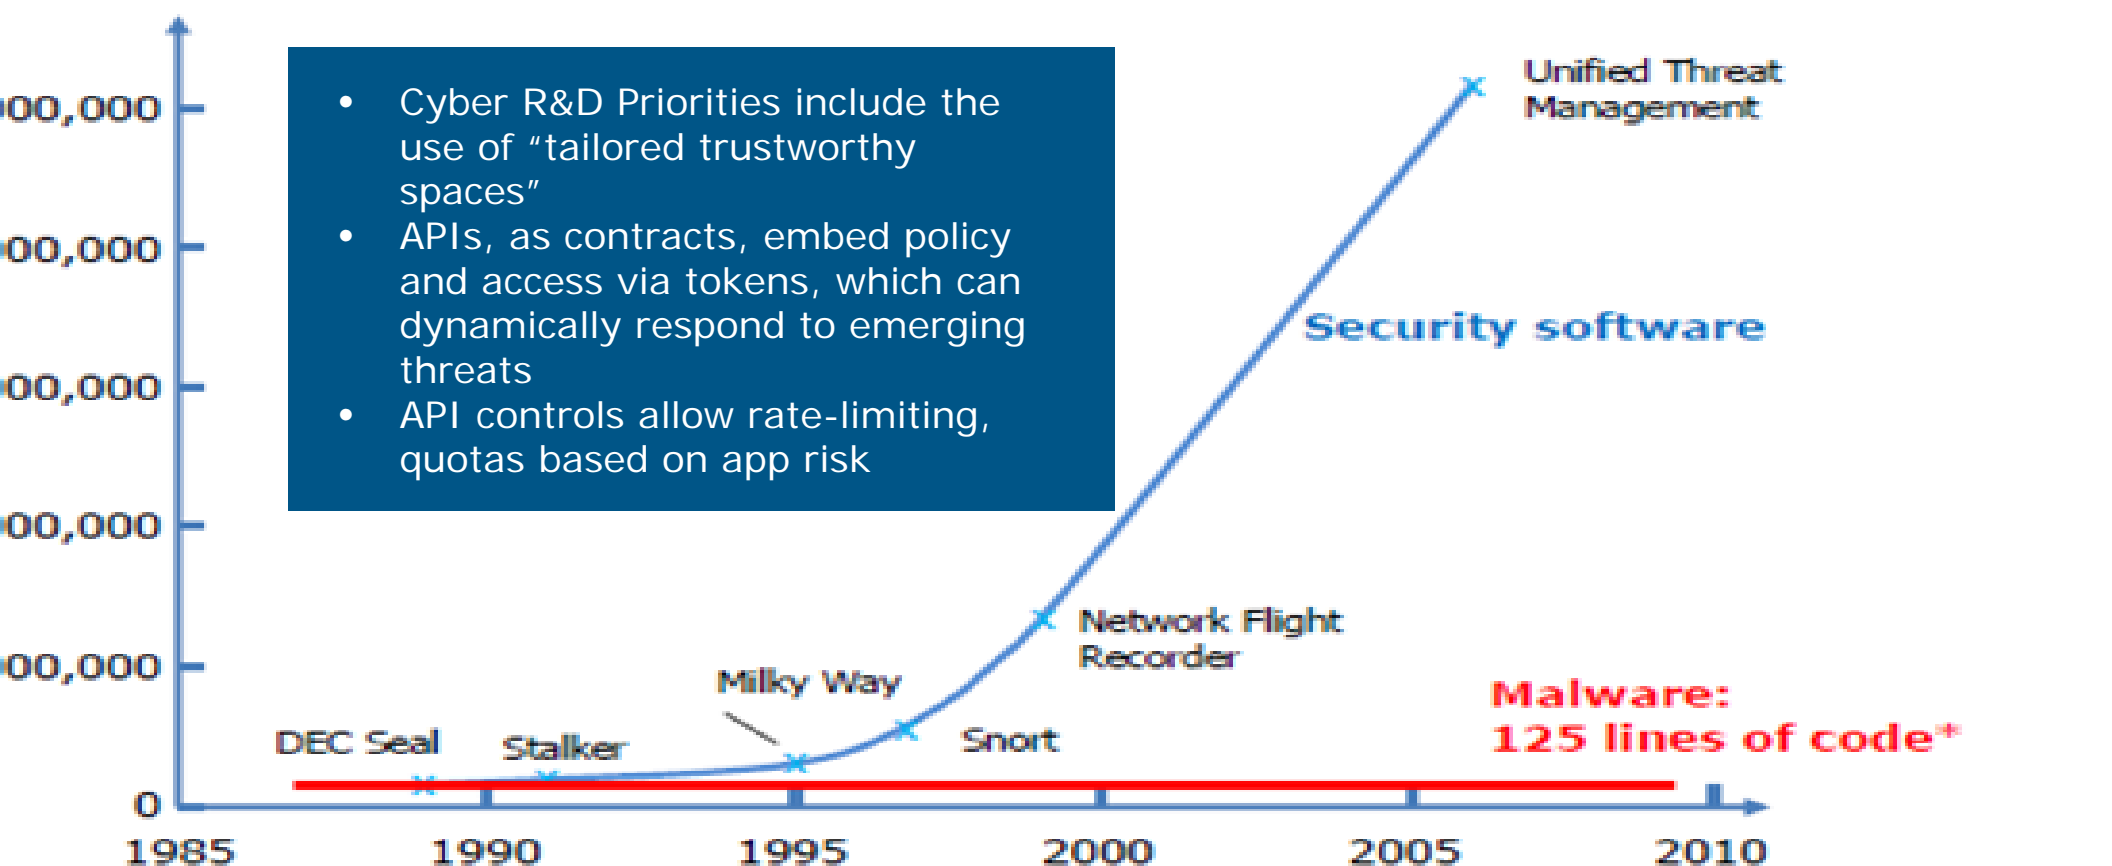 00,000
• Cyber R&D Priorities include the
use of “tailored trustworthy
spaces”
• APIs, as contracts, embed policy
and access via tokens, which can
dynamically respond to emerging
threats
• API controls allow rate-limiting,
quotas based on app risk
Unified Threat
Management
00,000
Security software
00,000
00,000
Network Flight
Recorder
00,000
Milky Way
Malware:
125 lines of code*
DEC Seal
Stalker
Snort
0
1985 1990 1995 2000 2005 2010